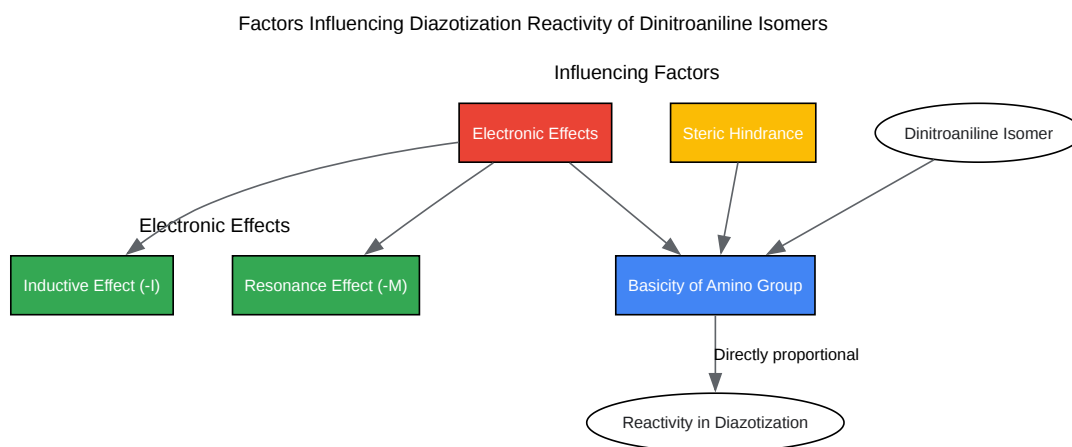 Factors Influencing Diazotization Reactivity of Dinitroaniline Isomers
Influencing Factors
Electronic Effects
Steric Hindrance
Dinitroaniline Isomer
Electronic Effects
Inductive Effect (-I)
Resonance Effect (-M)
Basicity of Amino Group
Directly proportional
Reactivity in Diazotization